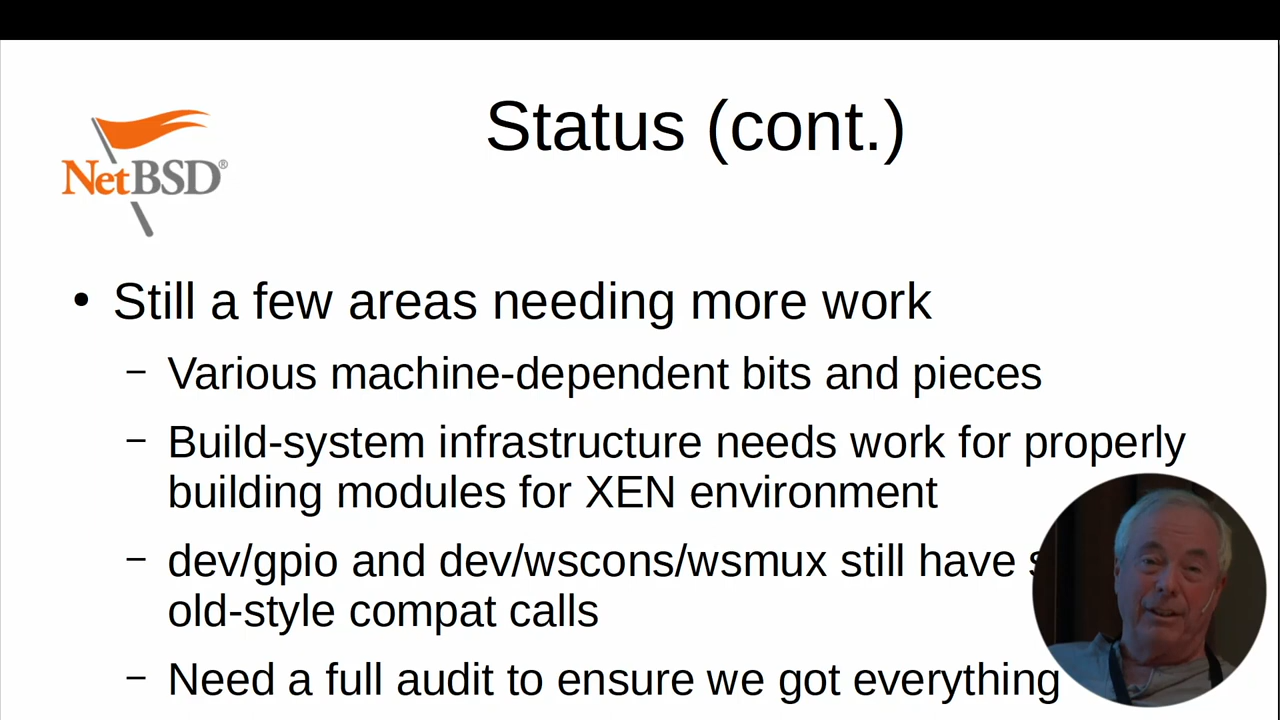 Status (cont.)
NetBSD®
• Still a few areas needing more work
– Various machine-dependent bits and pieces
– Build-system infrastructure needs work for properly
building modules for XEN environment
– dev/gpio and dev/wscons/wsmux still have
old-style compat calls
– Need a full audit to ensure we got everything